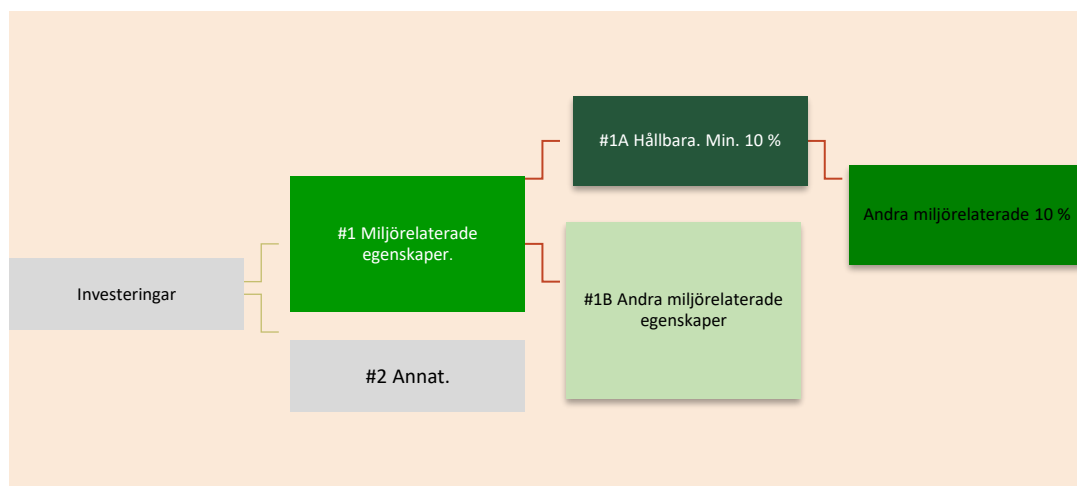 Investeringar
#1 Miljörelaterade
egenskaper.
#2 Annat.
#1A Hållbara. Min. 10 %
#1B Andra miljörelaterade
egenskaper
Andra miljörelaterade 10 %